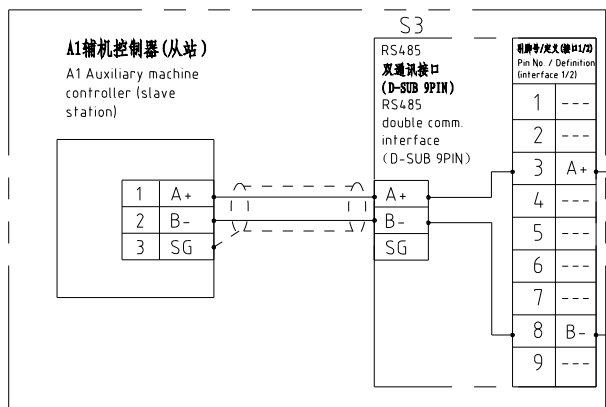 S3
A1辅机控制器(从站)
A1 Auxiliary machine
controller (slave
station)
1 A+
2 B-
3 SG
RS485
双通讯接口
(D-SUB 9PIN)
RS485
double comm.
interface
(D-SUB 9PIN)
A+
B-
SG
引脚号/定义(接口1/2)
Pin No. / Definition
(interface 1/2)
1 ---
2 ---
3 A+
4 ---
5 ---
6 ---
7 ---
8 B-
9 ---